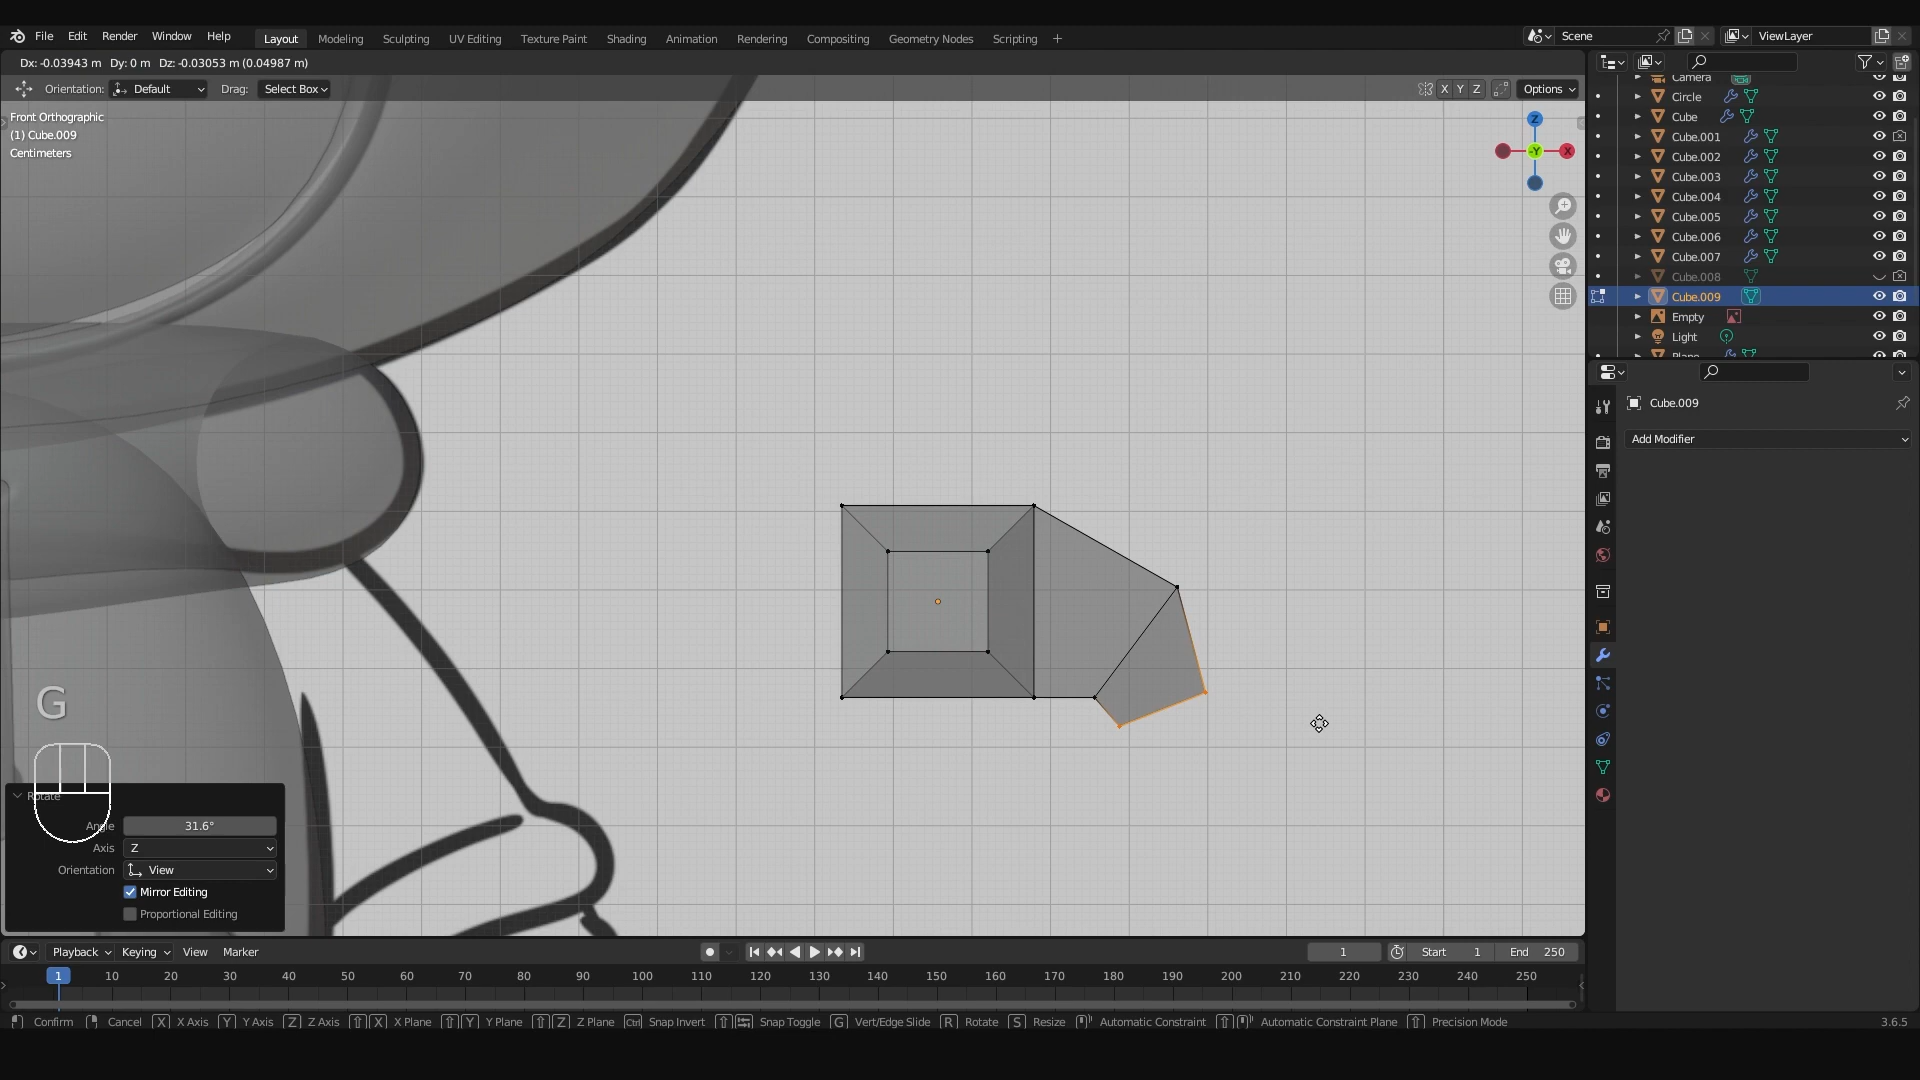 File Edit Render Window Help Layout Modeling Sculpting UV Editing Texture Paint Shading Animation Rendering Compositing Geometry Nodes Scripting + Scene ViewLayer
Dx: -0.03943 m Dy: 0 m Dz: -0.03053 m (0.04987 m)
Orientation: Default Drag: Select Box X Y Z Options
Front Orthographic
(1) Cube.009
Centimeters
Z
-Y
X
Camera
Circle
Cube
Cube.001
Cube.002
Cube.003
Cube.004
Cube.005
Cube.006
Cube.007
Cube.008
Cube.009
Empty
Light
Plane
Cube.009
Add Modifier
G
Rotate
Angle 31.6°
Axis Z
Orientation View
Mirror Editing
Proportional Editing
Playback Keying View Marker 1 Start 1 End 250
1 10 20 30 40 50 60 70 80 90 100 110 120 130 140 150 160 170 180 190 200 210 220 230 240 250
Confirm Cancel X X Axis Y Y Axis Z Z Axis X X Plane Y Y Plane Z Z Plane Ctrl Snap Invert Snap Toggle G Vert/Edge Slide R Rotate S Resize Automatic Constraint Automatic Constraint Plane Precision Mode 3.6.5